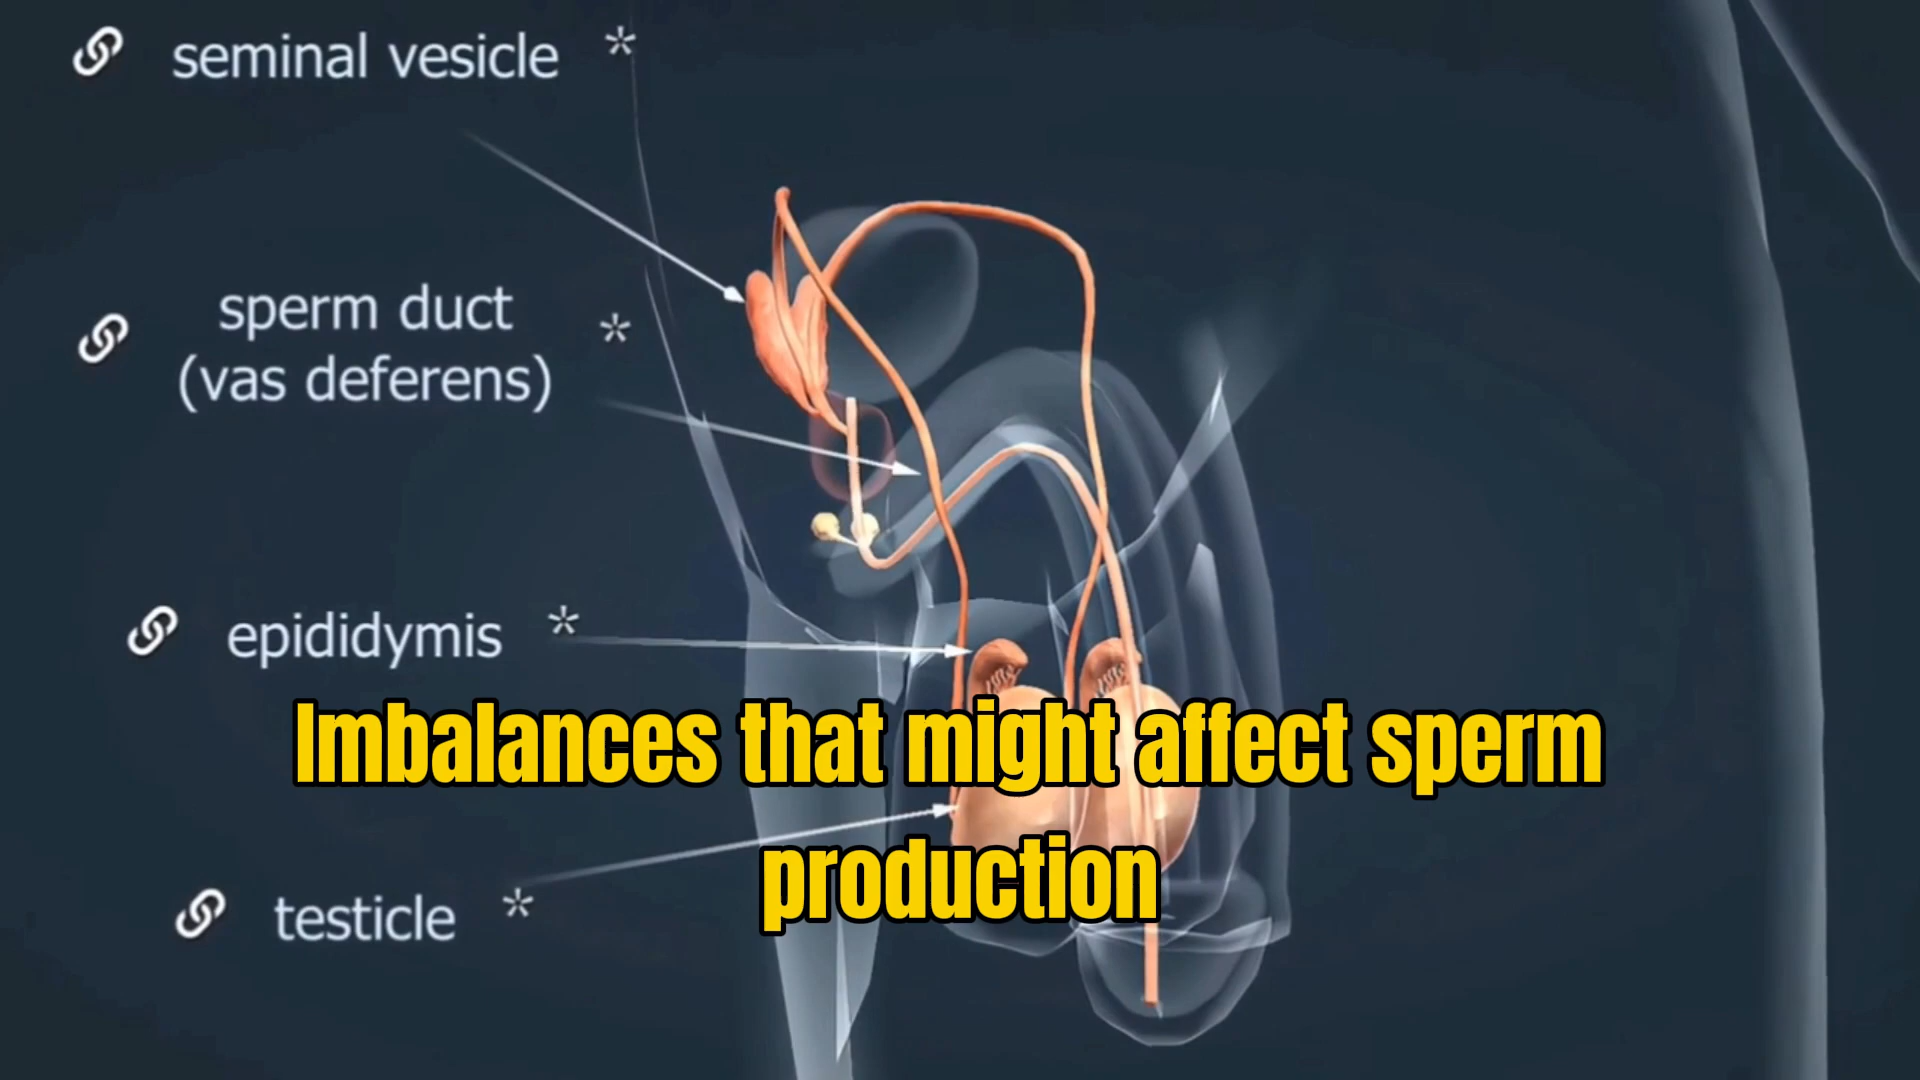 seminal vesicle *
sperm duct *
(vas deferens)
epididymis *
Imbalances that might affect sperm
production
testicle *